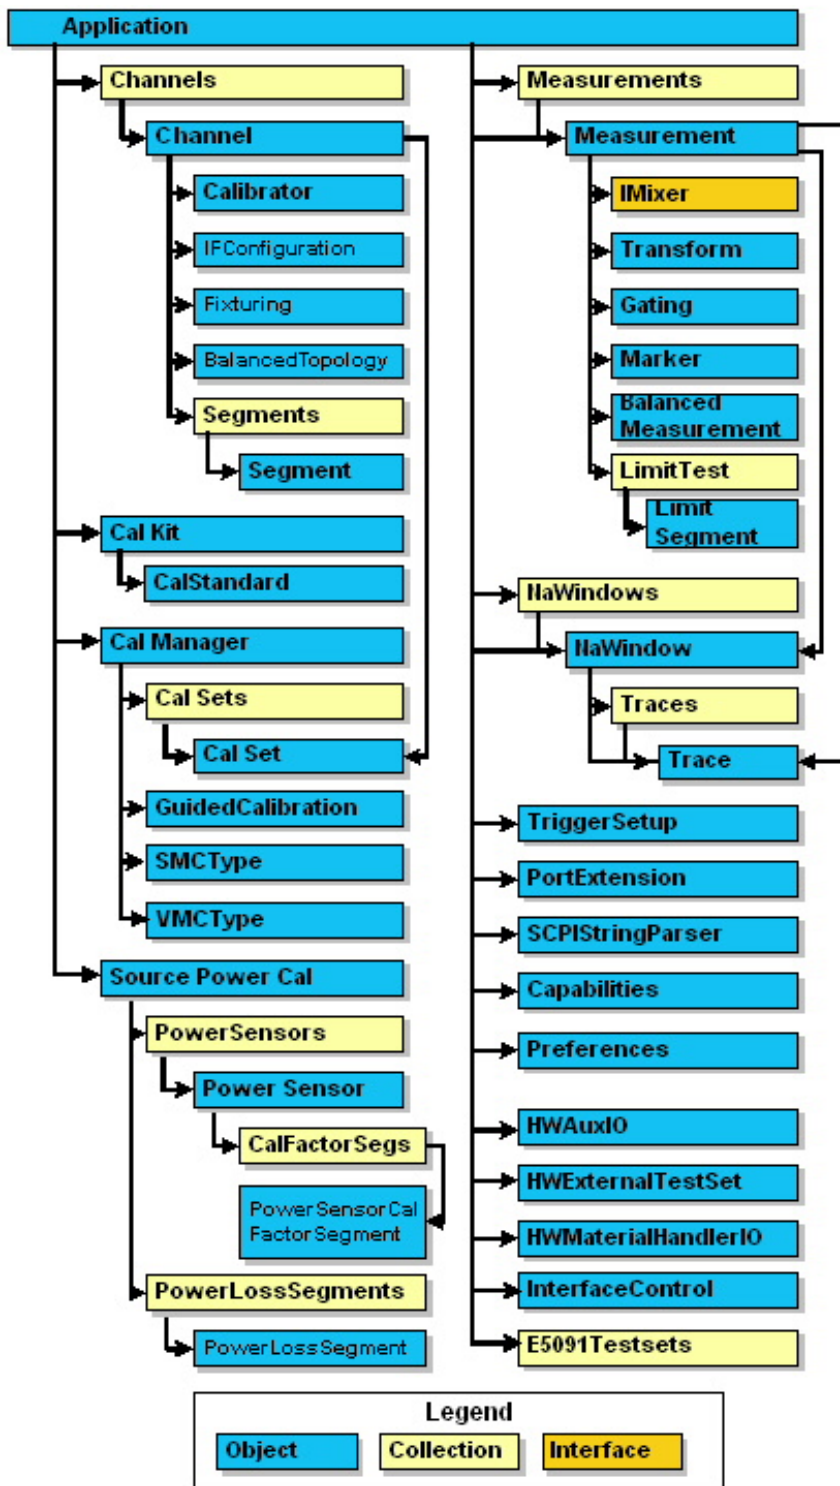 Application
Channels
Channel
Calibrator
IFConfiguration
Fixturing
BalancedTopology
Segments
Segment
Cal Kit
CalStandard
Cal Manager
Cal Sets
Cal Set
GuidedCalibration
SMCType
VMCType
Source Power Cal
PowerSensors
Power Sensor
CalFactorSegs
PowerSensorCal
FactorSegment
PowerLossSegments
PowerLossSegment
Measurements
Measurement
IMixer
Transform
Gating
Marker
Balanced
Measurement
LimitTest
Limit
Segment
NaWindows
NaWindow
Traces
Trace
TriggerSetup
PortExtension
SCPIStringParser
Capabilities
Preferences
HWAuxIO
HWExternalTestSet
HWMaterialHandlerIO
InterfaceControl
E5091Testsets
Legend
Object
Collection
Interface